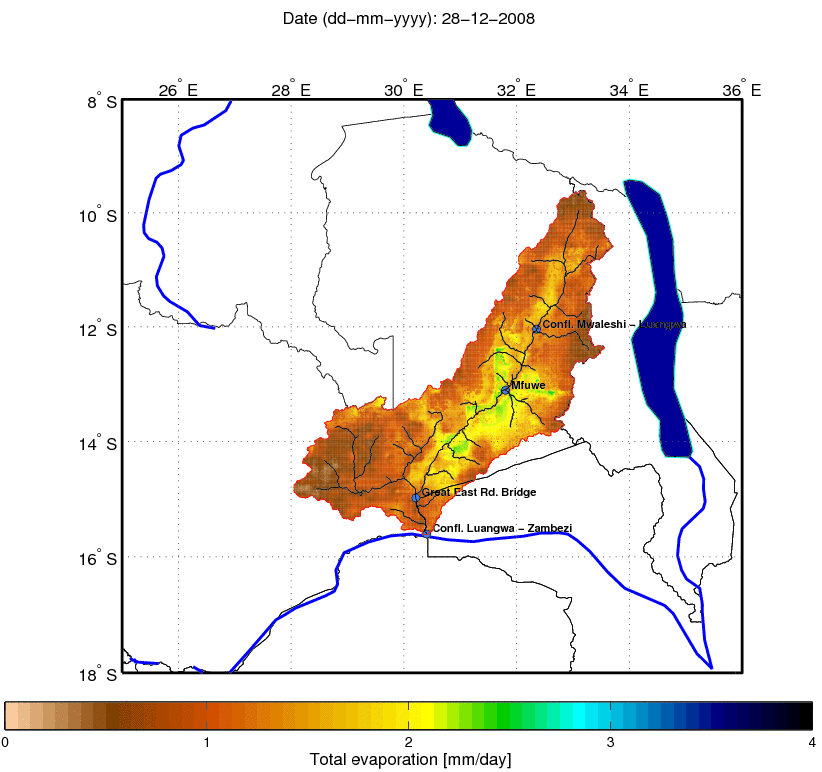 Date (dd−mm−yyyy): 28−12−2008
26° E 28° E 30° E 32° E 34° E 36° E
8° S
10° S
12° S
14° S
16° S
18° S
Confl. Mwaleshi − Luangwa
Mfuwe
Great East Rd. Bridge
Confl. Luangwa − Zambezi
0 1 2 3 4
Total evaporation [mm/day]